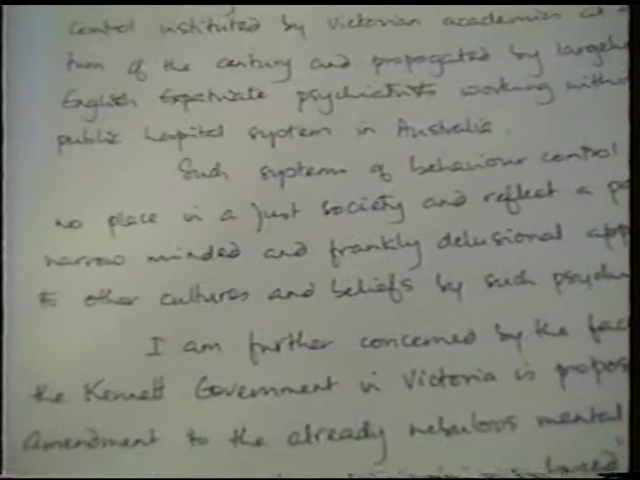 control instituted by Victorian academics at
turn of the century and propogated by largely
English Expatriate psychiatrists working within
public hospital system in Australia.
Such systems of behaviour control
no place in a just society and reflect a
narrow minded and frankly delusional
to other cultures and beliefs by such
I am further concerned by the fac
the Kennett Government in Victoria is propos
Amendment to the already nebulous mental